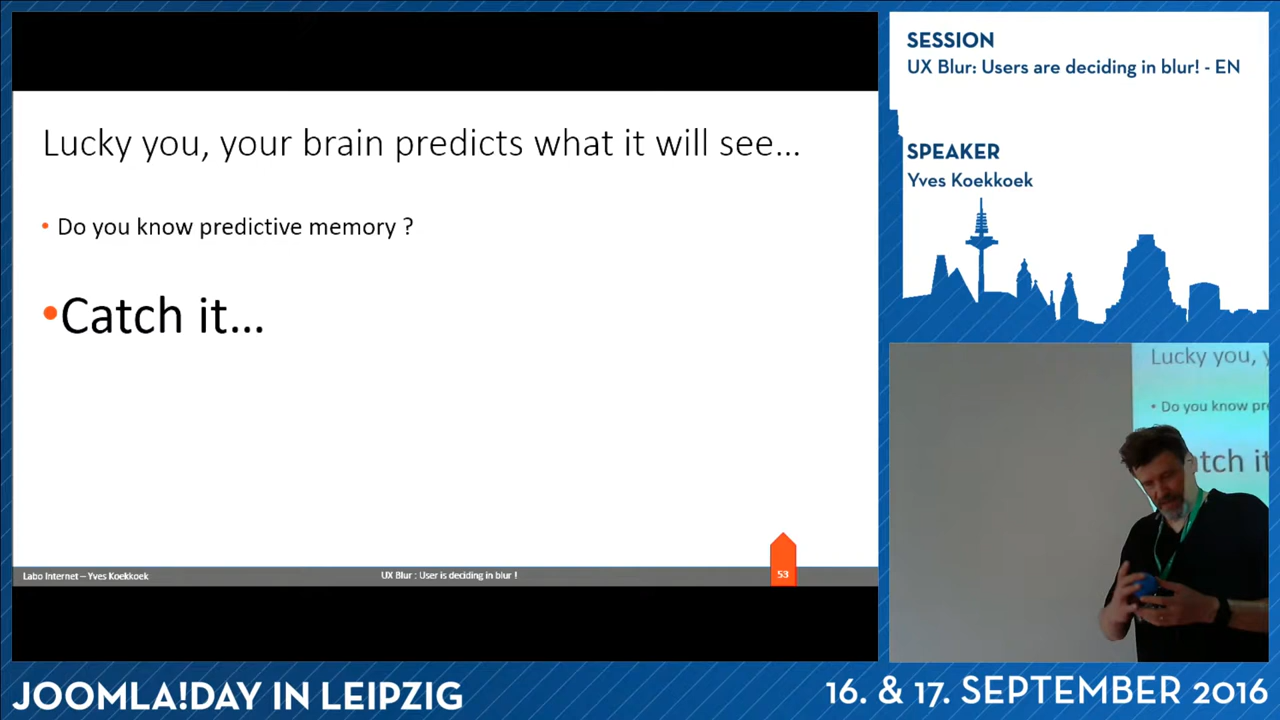 Lucky you, your brain predicts what it will see...
• Do you know predictive memory ?
•Catch it...
Labo Internet – Yves Koekkoek
UX Blur : User is deciding in blur !
53
SESSION
UX Blur: Users are deciding in blur! - EN
SPEAKER
Yves Koekkoek
Lucky you, y
• Do you know pr
tch it
JOOMLA!DAY IN LEIPZIG
16. & 17. SEPTEMBER 2016